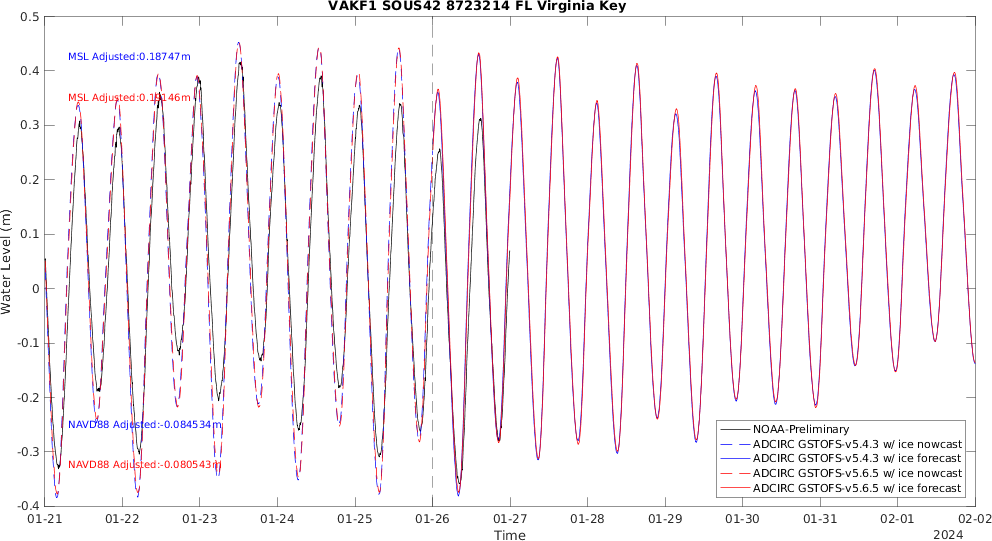 VAKF1 SOUS42 8723214 FL Virginia Key
0.5
0.4
0.3
0.2
0.1
0
-0.1
-0.2
-0.3
-0.4
Water Level (m)
MSL Adjusted:0.18747m
MSL Adjusted:0.19146m
NAVD88 Adjusted:-0.084534m
NAVD88 Adjusted:-0.080543m
NOAA-Preliminary
ADCIRC GSTOFS-v5.4.3 w/ ice nowcast
ADCIRC GSTOFS-v5.4.3 w/ ice forecast
ADCIRC GSTOFS-v5.6.5 w/ ice nowcast
ADCIRC GSTOFS-v5.6.5 w/ ice forecast
01-21 01-22 01-23 01-24 01-25 01-26 01-27 01-28 01-29 01-30 01-31 02-01 02-02
Time
2024